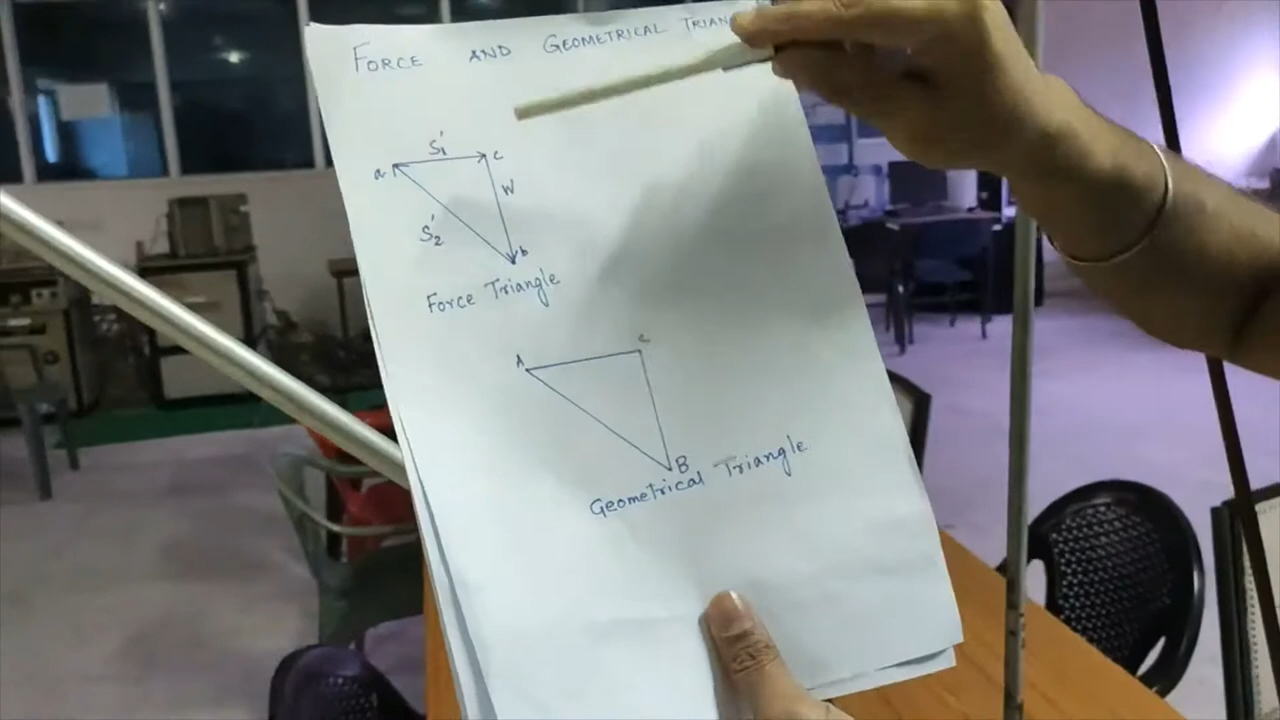 FORCE AND GEOMETRICAL TRIAN
S₁'
a c
W
S₂'
b
Force Triangle
A c
B
Geometrical Triangle